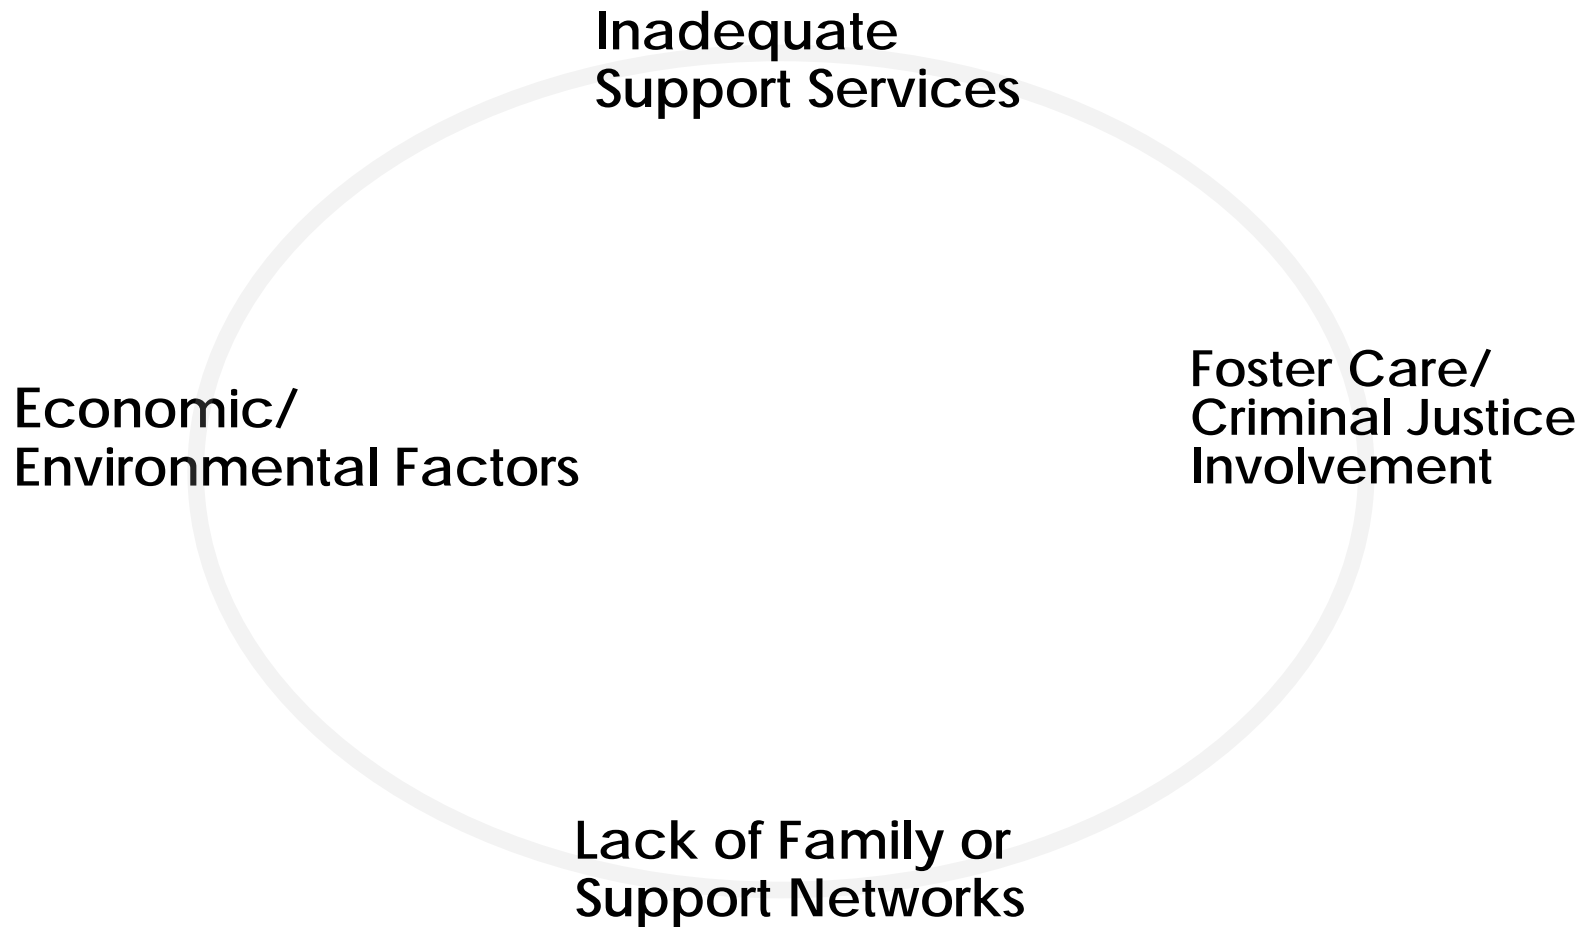 Inadequate
Support Services
Foster Care/
Criminal Justice
Involvement
Economic/
Environmental Factors
Lack of Family or
Support Networks